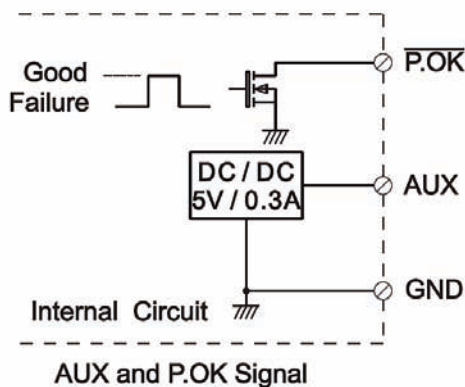 P.OK
Good
Failure
DC / DC
5V / 0.3A
AUX
GND
Internal Circuit
AUX and P.OK Signal